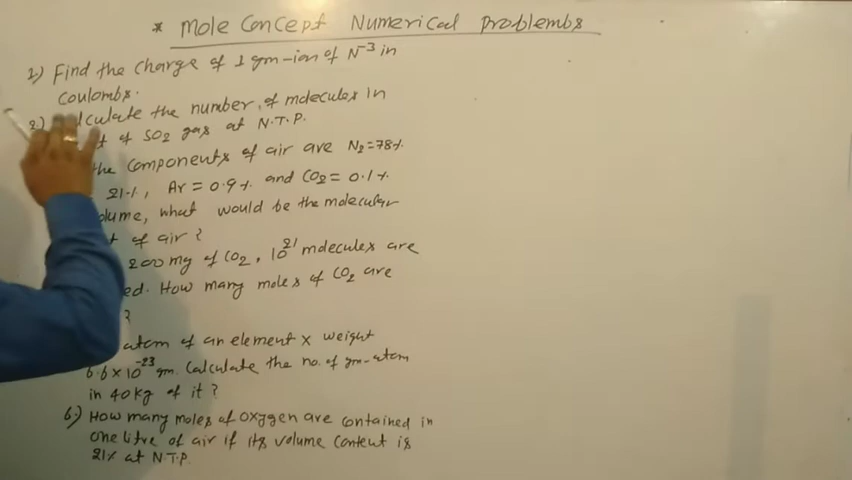 * Mole Concept Numerical Problembs
1.) Find the charge of 1 gm-ion of N⁻³ in
Coulombs.
2.) the number of molecules in
of SO2 gas at N.T.P.
the components of air are N2=78%
21%, Ar = 0.9% and CO2 = 0.1%
what would be the molecular
of air?
200 mg of CO2, 10²¹ molecules are
How many moles of CO2 are
?
atom of an element X weight
6.6×10⁻²³ gm. Calculate the no. of gm-atom
in 40 kg of it?
6.) How many moles of oxygen are contained in
one litre of air if its volume content is
21% at N.T.P.